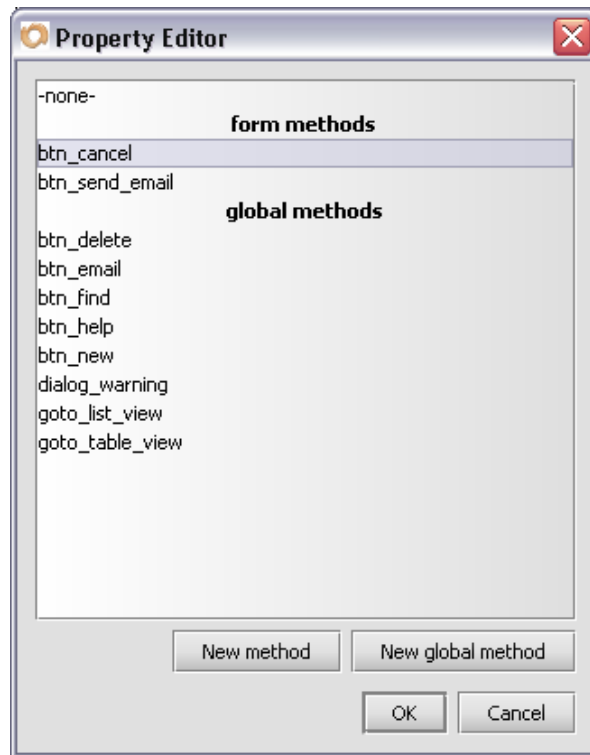 Property Editor
-none-
form methods
btn_cancel
btn_send_email
global methods
btn_delete
btn_email
btn_find
btn_help
btn_new
dialog_warning
goto_list_view
goto_table_view
New method New global method
OK Cancel